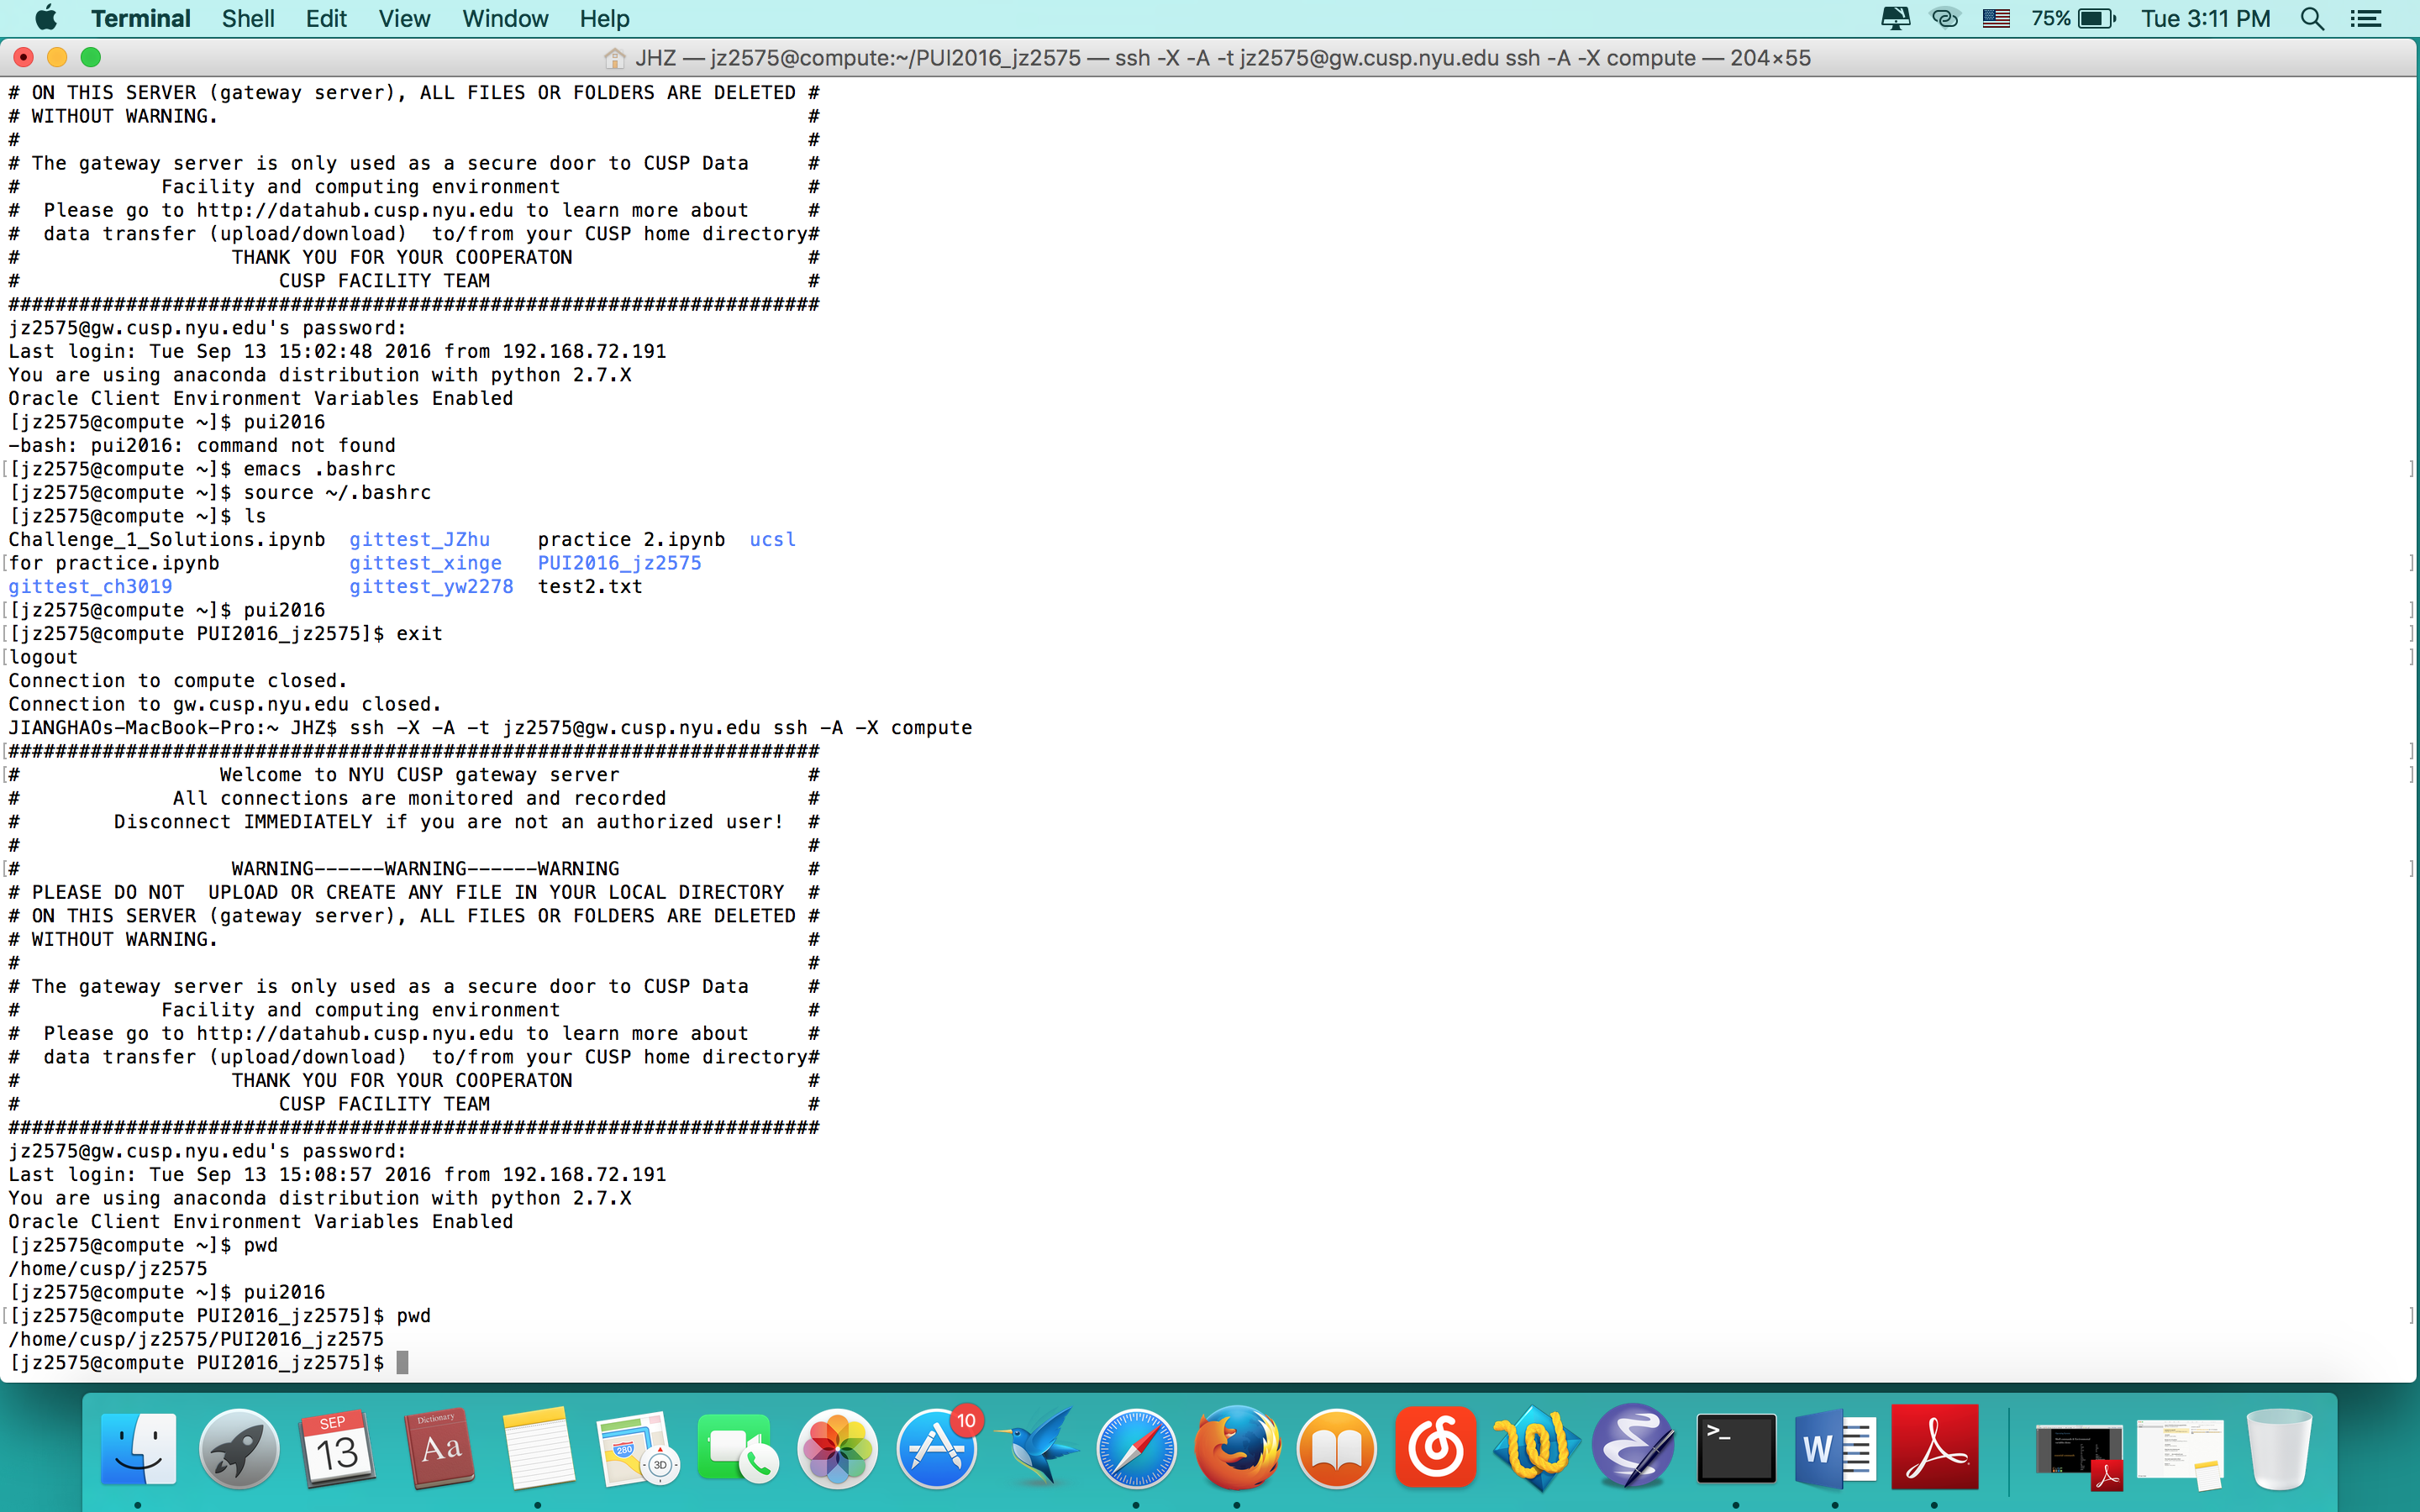 Terminal Shell Edit View Window Help 75% Tue 3:11 PM
JHZ — jz2575@compute:~/PUI2016_jz2575 — ssh -X -A -t jz2575@gw.cusp.nyu.edu ssh -A -X compute — 204×55
# ON THIS SERVER (gateway server), ALL FILES OR FOLDERS ARE DELETED #
# WITHOUT WARNING. #
# #
# The gateway server is only used as a secure door to CUSP Data #
# Facility and computing environment #
# Please go to http://datahub.cusp.nyu.edu to learn more about #
# data transfer (upload/download) to/from your CUSP home directory#
# THANK YOU FOR YOUR COOPERATON #
# CUSP FACILITY TEAM #
#####################################################################
jz2575@gw.cusp.nyu.edu's password:
Last login: Tue Sep 13 15:02:48 2016 from 192.168.72.191
You are using anaconda distribution with python 2.7.X
Oracle Client Environment Variables Enabled
[jz2575@compute ~]$ pui2016
-bash: pui2016: command not found
[[jz2575@compute ~]$ emacs .bashrc ]
[jz2575@compute ~]$ source ~/.bashrc
[jz2575@compute ~]$ ls
Challenge_1_Solutions.ipynb gittest_JZhu practice 2.ipynb ucsl
[for practice.ipynb gittest_xinge PUI2016_jz2575 ]
gittest_ch3019 gittest_yw2278 test2.txt
[[jz2575@compute ~]$ pui2016 ]
[[jz2575@compute PUI2016_jz2575]$ exit ]
[logout ]
Connection to compute closed.
Connection to gw.cusp.nyu.edu closed.
JIANGHAOs-MacBook-Pro:~ JHZ$ ssh -X -A -t jz2575@gw.cusp.nyu.edu ssh -A -X compute
[##################################################################### ]
[# Welcome to NYU CUSP gateway server # ]
# All connections are monitored and recorded #
# Disconnect IMMEDIATELY if you are not an authorized user! #
# #
[# WARNING------WARNING------WARNING # ]
# PLEASE DO NOT UPLOAD OR CREATE ANY FILE IN YOUR LOCAL DIRECTORY #
# ON THIS SERVER (gateway server), ALL FILES OR FOLDERS ARE DELETED #
# WITHOUT WARNING. #
# #
# The gateway server is only used as a secure door to CUSP Data #
# Facility and computing environment #
# Please go to http://datahub.cusp.nyu.edu to learn more about #
# data transfer (upload/download) to/from your CUSP home directory#
# THANK YOU FOR YOUR COOPERATON #
# CUSP FACILITY TEAM #
#####################################################################
jz2575@gw.cusp.nyu.edu's password:
Last login: Tue Sep 13 15:08:57 2016 from 192.168.72.191
You are using anaconda distribution with python 2.7.X
Oracle Client Environment Variables Enabled
[jz2575@compute ~]$ pwd
/home/cusp/jz2575
[jz2575@compute ~]$ pui2016
[[jz2575@compute PUI2016_jz2575]$ pwd ]
/home/cusp/jz2575/PUI2016_jz2575
[jz2575@compute PUI2016_jz2575]$
SEP
13
Dictionary
Aa
280
3D
10
>_
W